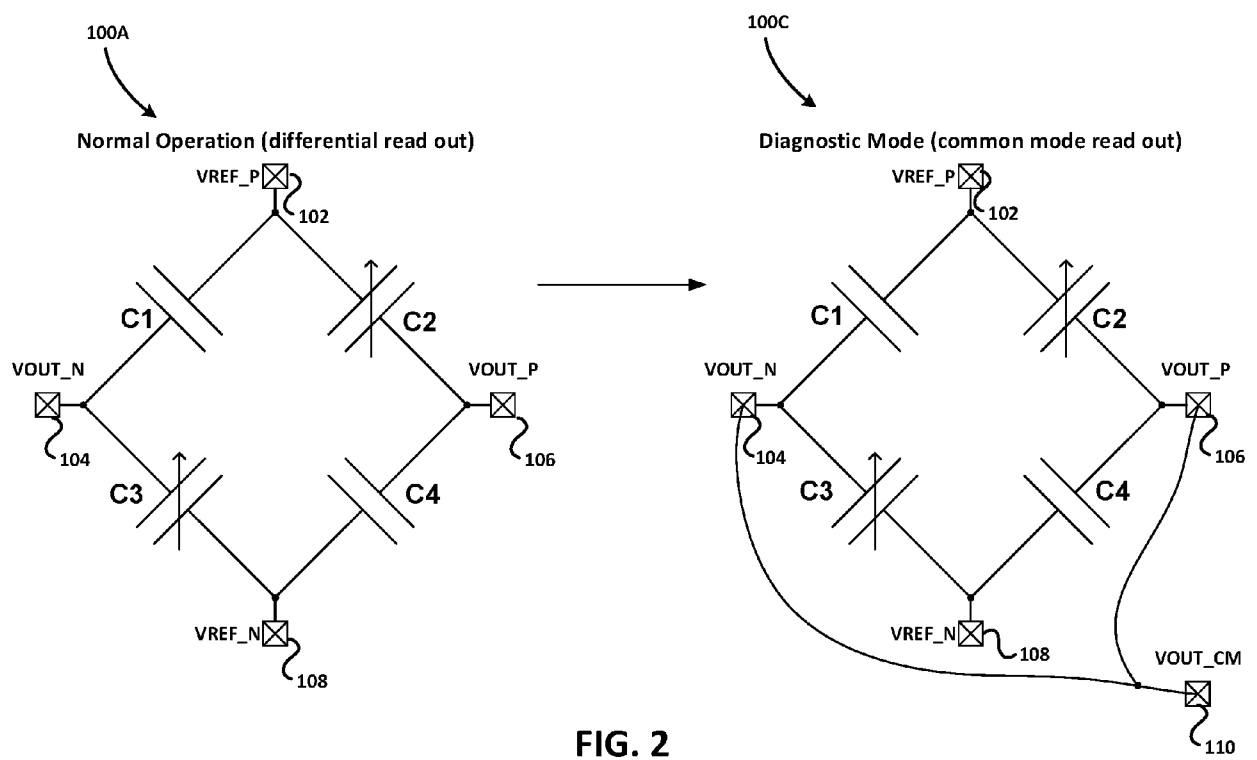 100A
100C
Normal Operation (differential read out)
Diagnostic Mode (common mode read out)
VREF_P
102
VREF_P
102
C1
C2
C1
C2
VOUT_N
VOUT_P
VOUT_N
VOUT_P
104
106
104
106
C3
C4
C3
C4
VREF_N
108
VREF_N
108
VOUT_CM
110
FIG. 2